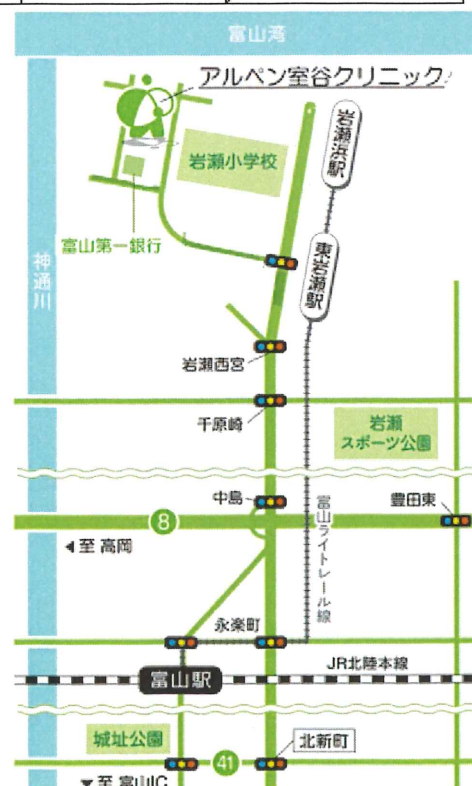 富山湾
アルペン室谷クリニック
岩瀬浜駅
岩瀬小学校
富山第一銀行
東岩瀬駅
神通川
岩瀬西宮
千原崎
岩瀬
スポーツ公園
中島
豊田東
8
富山ライトレール線
至 高岡
永楽町
JR北陸本線
富山駅
城址公園
北新町
41
至 富山IC